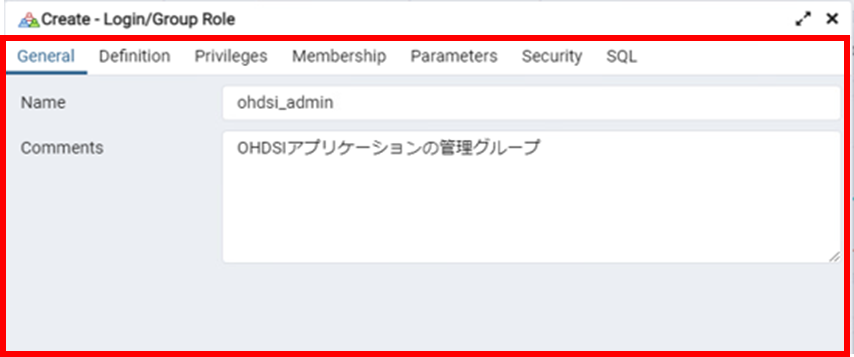 Create - Login/Group Role
General Definition Privileges Membership Parameters Security SQL
Name ohdsi_admin
Comments OHDSIアプリケーションの管理グループ